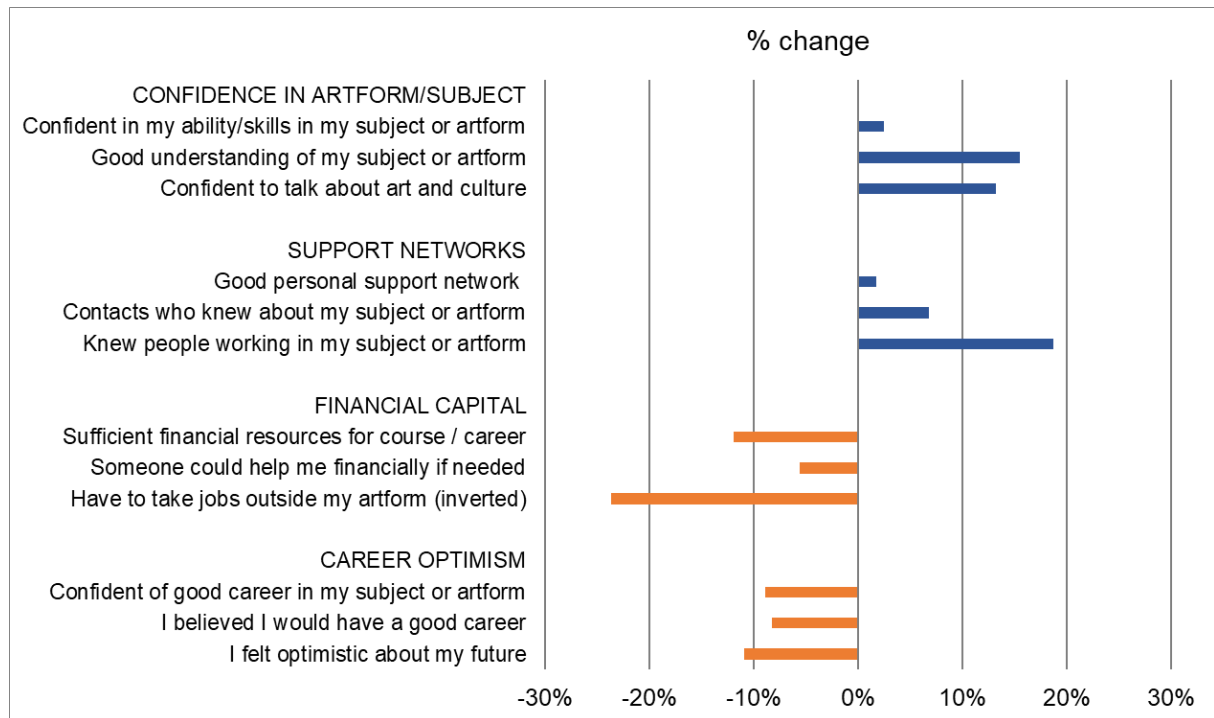 % change
CONFIDENCE IN ARTFORM/SUBJECT
Confident in my ability/skills in my subject or artform
Good understanding of my subject or artform
Confident to talk about art and culture
SUPPORT NETWORKS
Good personal support network
Contacts who knew about my subject or artform
Knew people working in my subject or artform
FINANCIAL CAPITAL
Sufficient financial resources for course / career
Someone could help me financially if needed
Have to take jobs outside my artform (inverted)
CAREER OPTIMISM
Confident of good career in my subject or artform
I believed I would have a good career
I felt optimistic about my future
-30% -20% -10% 0% 10% 20% 30%